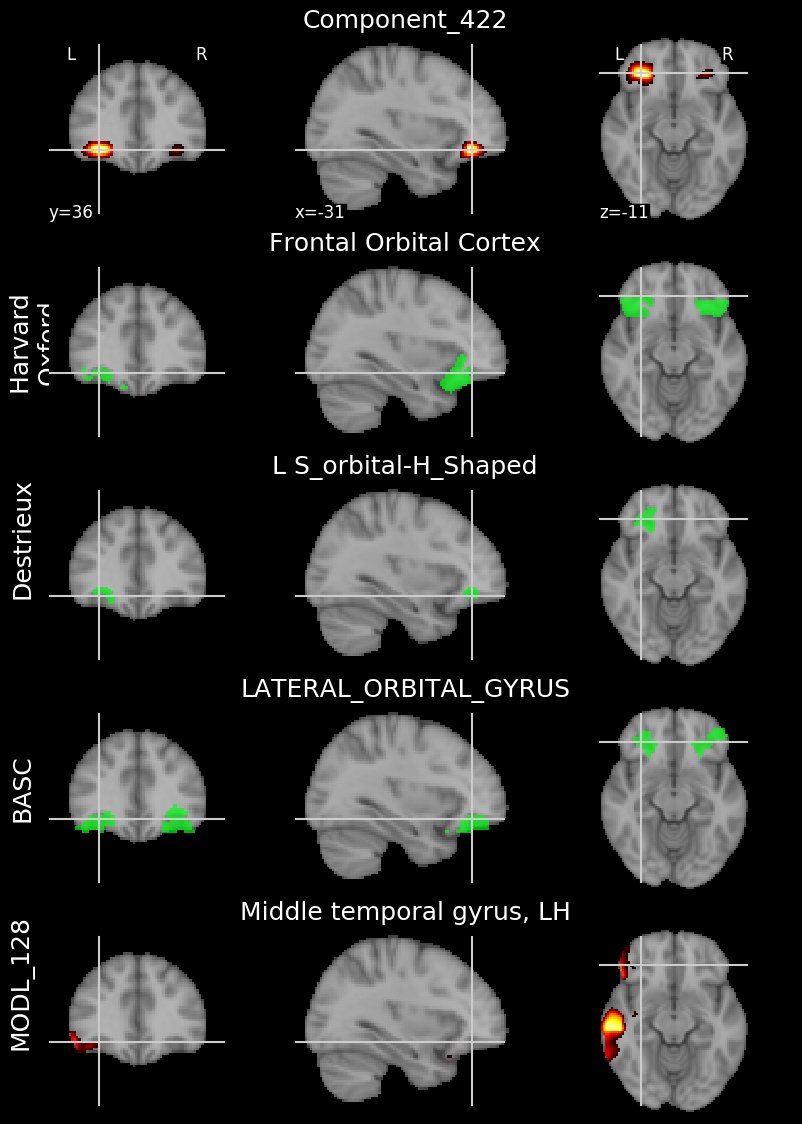 Component_422
L R
L R
y=36 x=-31 z=-11
Frontal Orbital Cortex
Harvard
L S_orbital-H_Shaped
Destrieux
LATERAL_ORBITAL_GYRUS
BASC
Middle temporal gyrus, LH
MODL_128